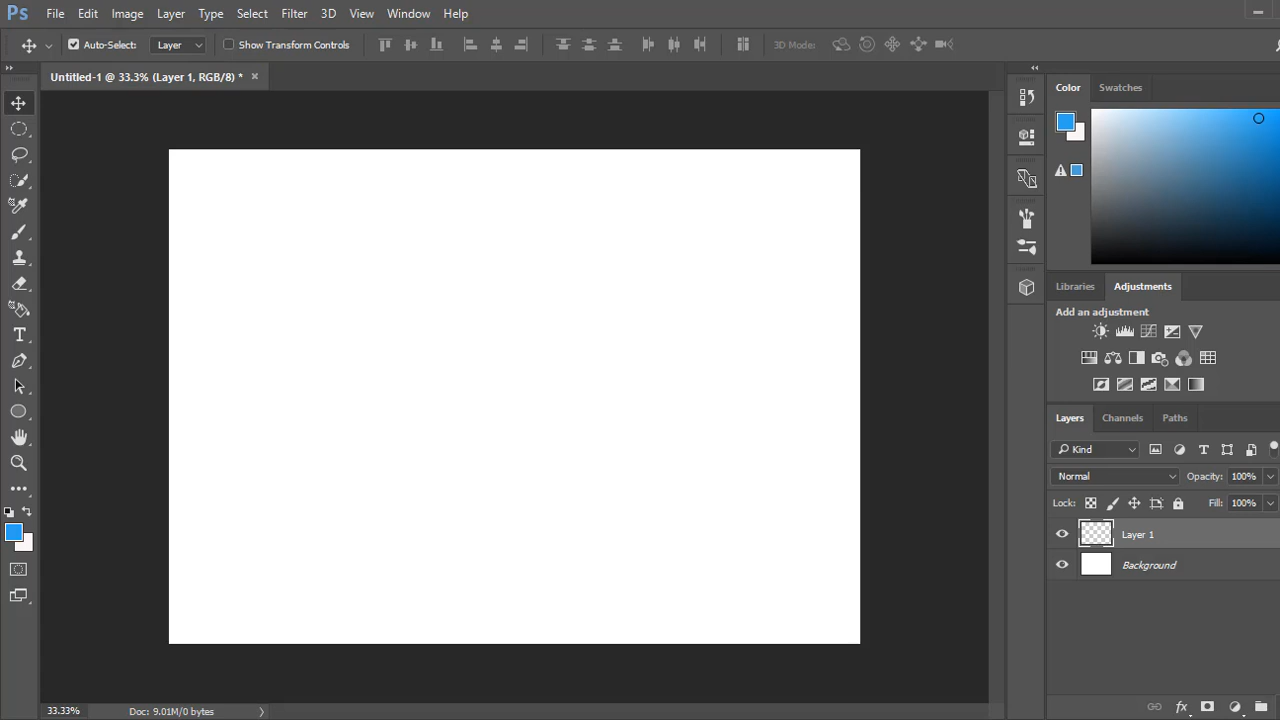 Ps File Edit Image Layer Type Select Filter 3D View Window Help
Auto-Select: Layer Show Transform Controls 3D Mode:
Untitled-1 @ 33.3% (Layer 1, RGB/8) *
Color Swatches
Libraries Adjustments
Add an adjustment
Layers Channels Paths
Kind
Normal Opacity: 100%
Lock: Fill: 100%
Layer 1
Background
fx
33.33% Doc: 9.01M/0 bytes